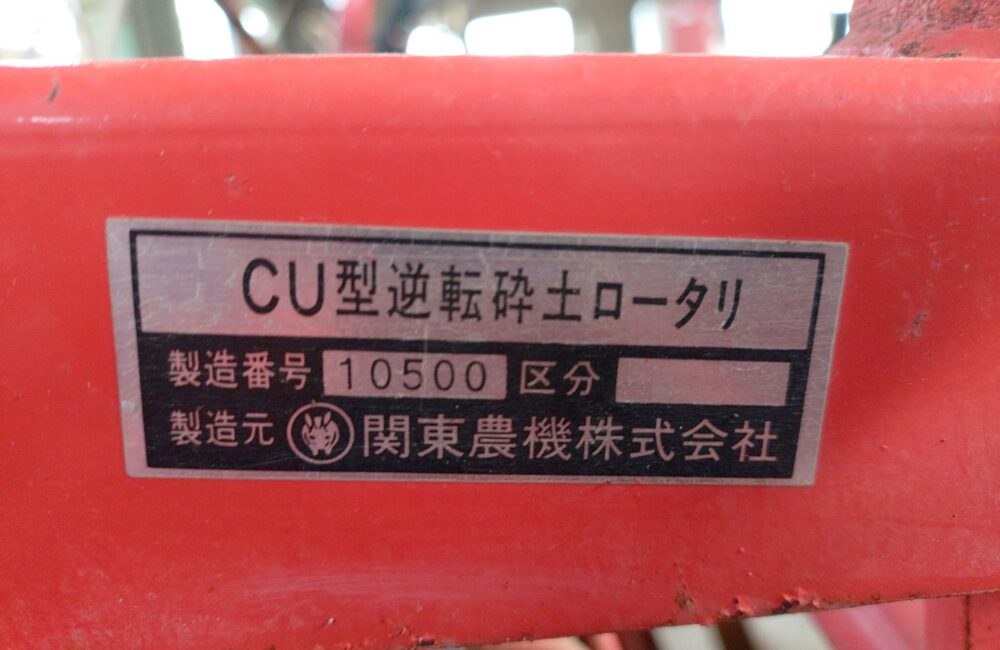 CU型逆転砕土ロータリ
製造番号 10500 区分
製造元 関東農機株式会社